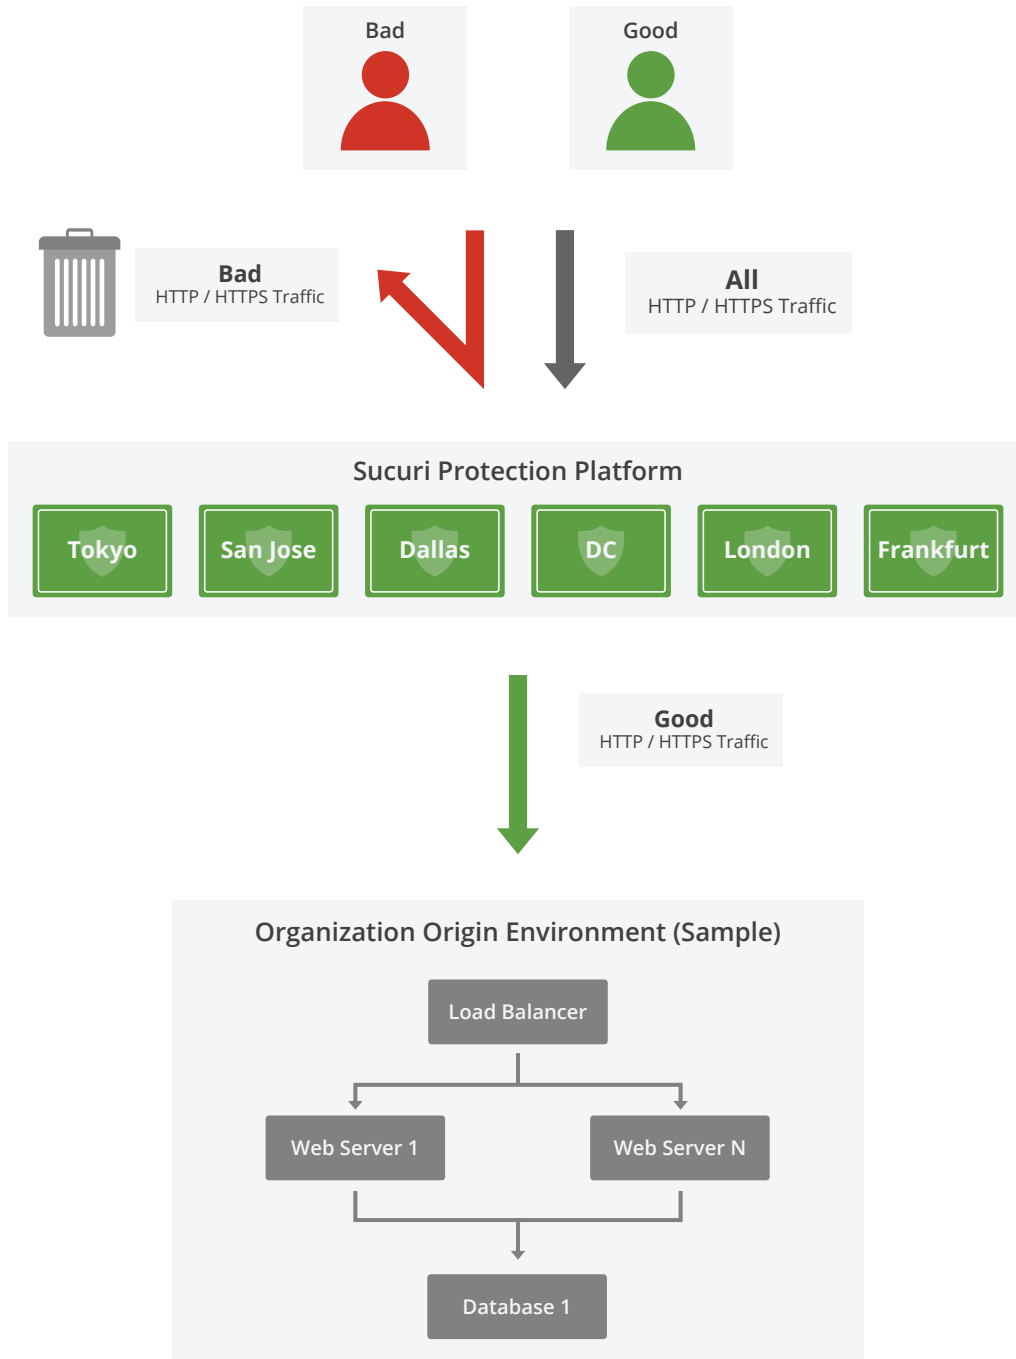 Bad
Good
Bad
HTTP / HTTPS Traffic
All
HTTP / HTTPS Traffic
Sucuri Protection Platform
Tokyo
San Jose
Dallas
DC
London
Frankfurt
Good
HTTP / HTTPS Traffic
Organization Origin Environment (Sample)
Load Balancer
Web Server 1
Web Server N
Database 1